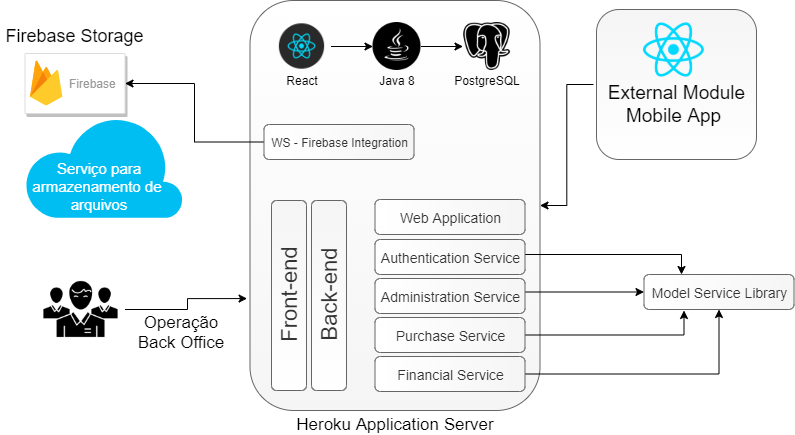 Firebase Storage
Firebase
Serviço para
armazenamento de
arquivos
React
Java 8
PostgreSQL
External Module
Mobile App
WS - Firebase Integration
Front-end
Back-end
Web Application
Authentication Service
Administration Service
Purchase Service
Financial Service
Model Service Library
Operação
Back Office
Heroku Application Server